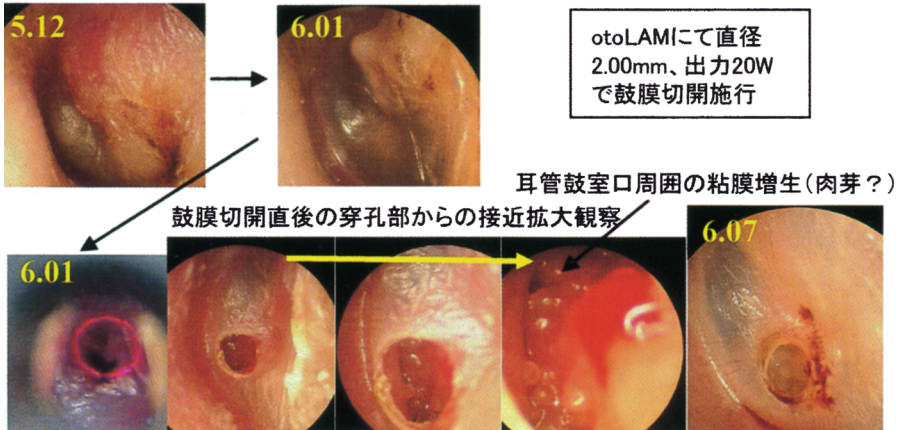 5.12
6.01
otoLAMにて直径
2.00mm、出力20W
で鼓膜切開施行
耳管鼓室口周囲の粘膜増生(肉芽？)
鼓膜切開直後の穿孔部からの接近拡大観察
6.01
6.07